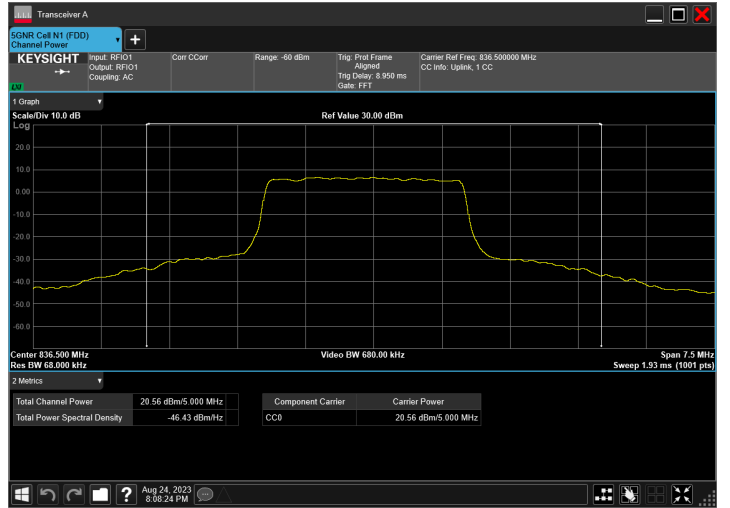 Transceiver A
5GNR Cell N1 (FDD)
Channel Power
KEYSIGHT
Input: RFIO1
Output: RFIO1
Coupling: AC
Corr CCorr
Range: -60 dBm
Trig: Prot Frame
Aligned
Trig Delay: 8.950 ms
Gate: FFT
Carrier Ref Freq: 836.500000 MHz
CC Info: Uplink, 1 CC
1 Graph
Scale/Div 10.0 dB
Ref Value 30.00 dBm
Log
20.0
10.0
0.00
-10.0
-20.0
-30.0
-40.0
-50.0
-60.0
Center 836.500 MHz
Video BW 680.00 kHz
Span 7.5 MHz
Res BW 68.000 kHz
Sweep 1.93 ms (1001 pts)
2 Metrics
Total Channel Power 20.56 dBm/5.000 MHz
Total Power Spectral Density -46.43 dBm/Hz
Component Carrier Carrier Power
CC0 20.56 dBm/5.000 MHz
Aug 24, 2023
8:08:24 PM